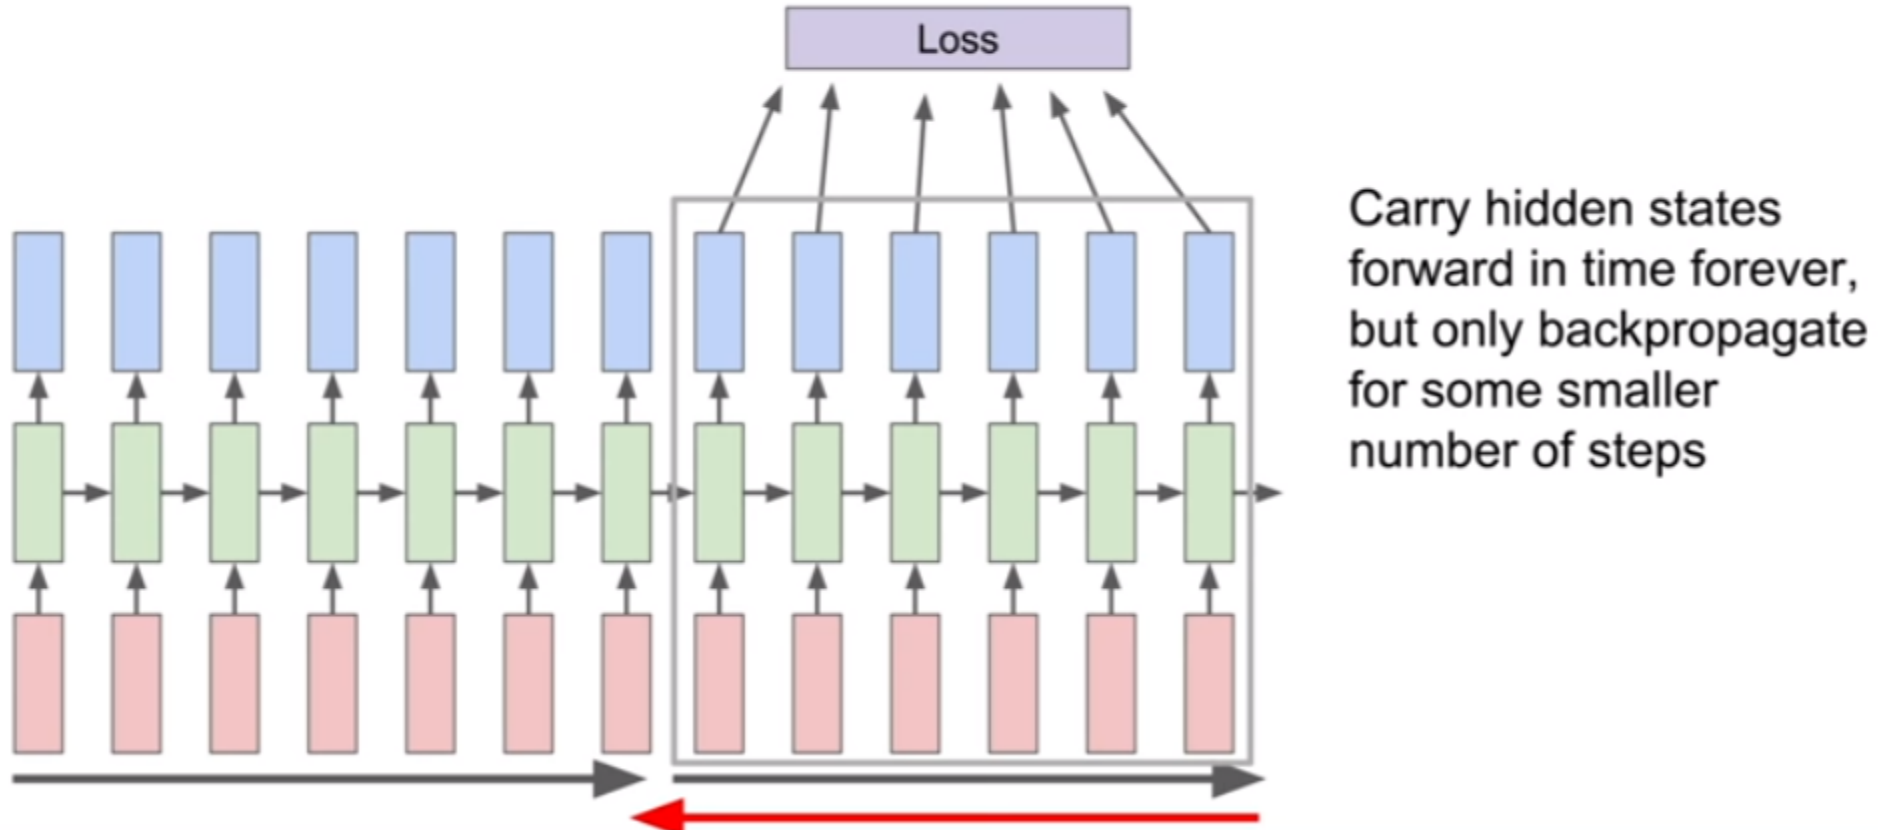 Loss
Carry hidden states
forward in time forever,
but only backpropagate
for some smaller
number of steps